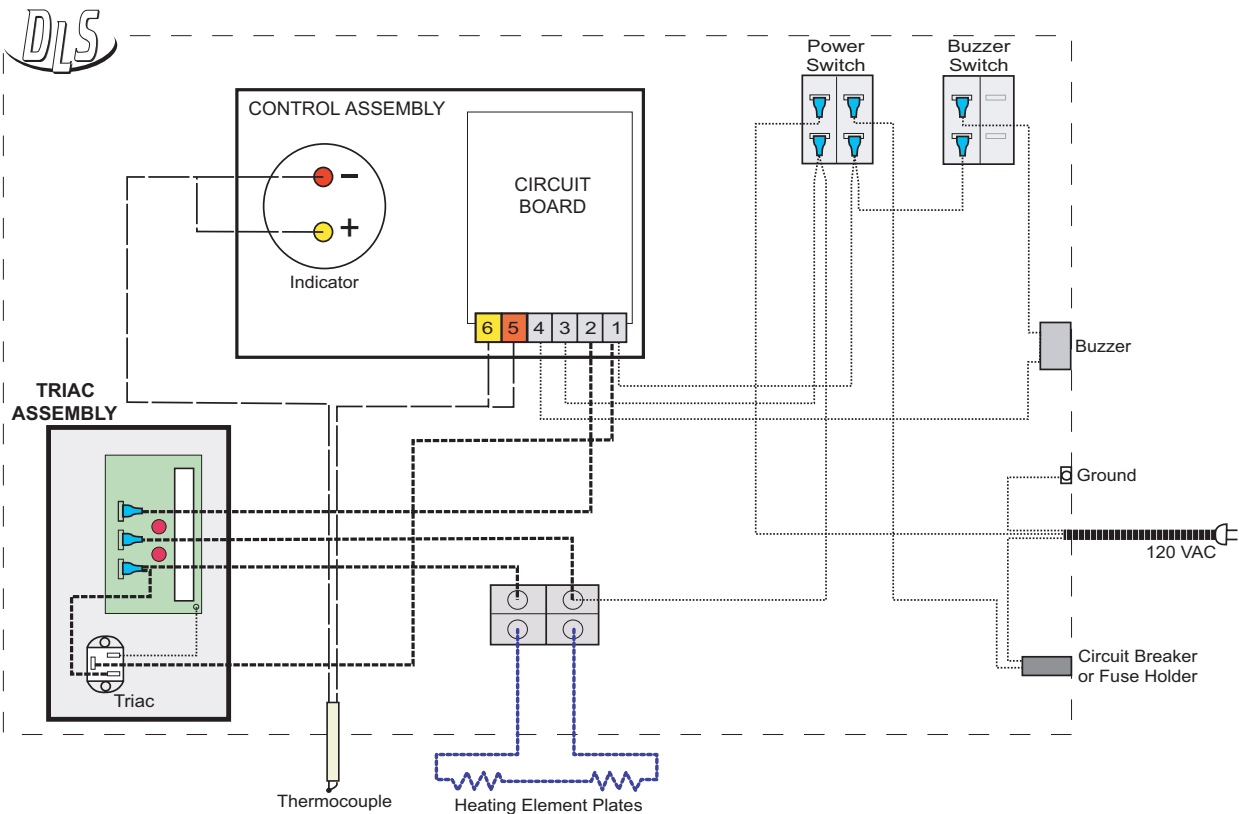 DLS
Power
Switch
Buzzer
Switch
CONTROL ASSEMBLY
CIRCUIT
BOARD
−
+
Indicator
6 5 4 3 2 1
Buzzer
TRIAC
ASSEMBLY
Ground
120 VAC
Circuit Breaker
or Fuse Holder
Triac
Thermocouple
Heating Element Plates